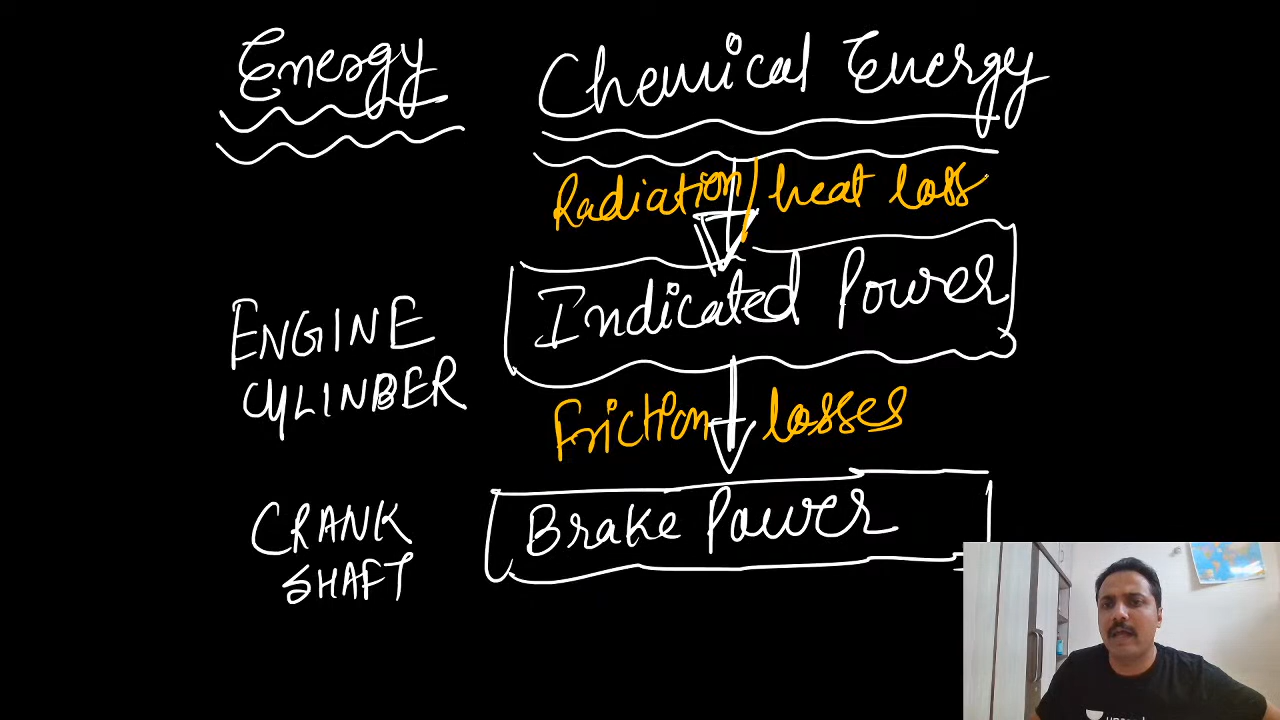 Energy
Chemical Energy
Radiation/heat loss
Indicated Power
ENGINE
CYLINDER
Friction losses
Brake Power
CRANK
SHAFT